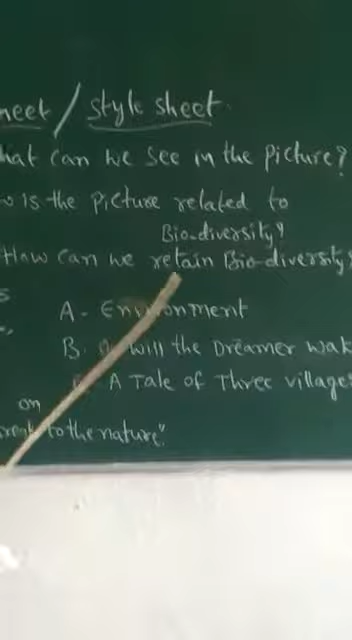 heet / style sheet
hat can we see in the picture?
w is the picture related to
Bio-diversity?
How can we retain Bio-diversity?
A. Environment
B. will the Dreamer wak
A Tale of Three villages
on
to the nature".